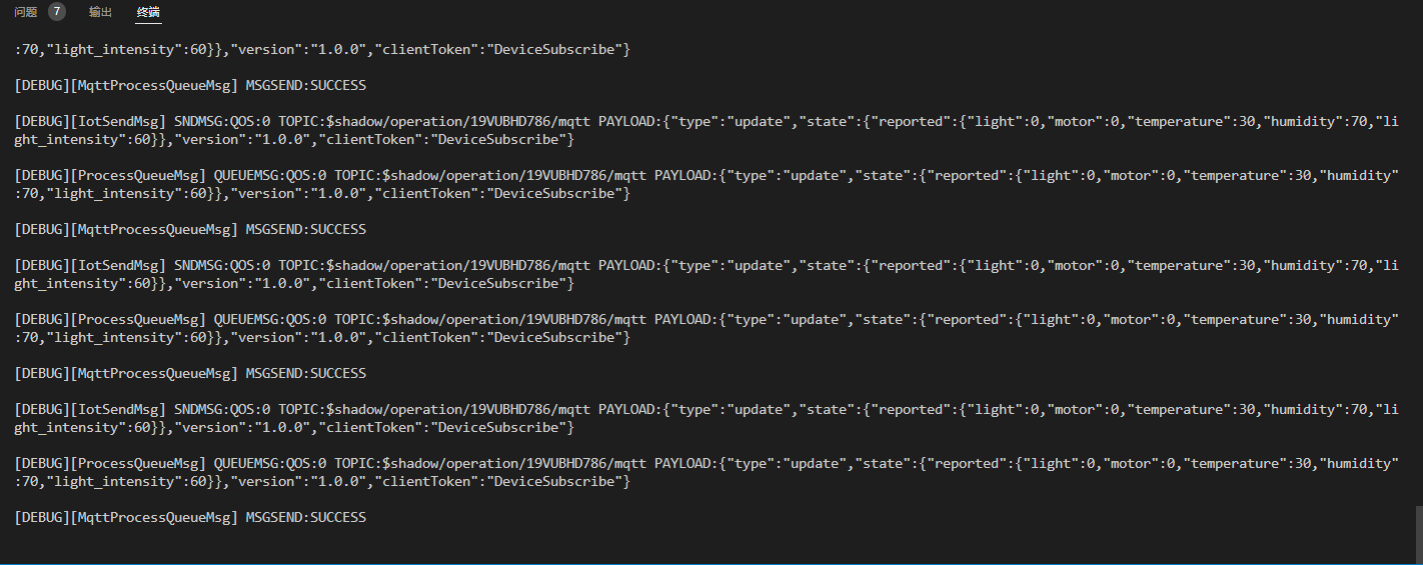 问题 7 输出 终端
:70,"light_intensity":60}},"version":"1.0.0","clientToken":"DeviceSubscribe"}
[DEBUG][MqttProcessQueueMsg] MSGSEND:SUCCESS
[DEBUG][IotSendMsg] SNDMSG:QOS:0 TOPIC:$shadow/operation/19VUBHD786/mqtt PAYLOAD:{"type":"update","state":{"reported":{"light":0,"motor":0,"temperature":30,"humidity":70,"li
ght_intensity":60}},"version":"1.0.0","clientToken":"DeviceSubscribe"}
[DEBUG][ProcessQueueMsg] QUEUEMSG:QOS:0 TOPIC:$shadow/operation/19VUBHD786/mqtt PAYLOAD:{"type":"update","state":{"reported":{"light":0,"motor":0,"temperature":30,"humidity"
:70,"light_intensity":60}},"version":"1.0.0","clientToken":"DeviceSubscribe"}
[DEBUG][MqttProcessQueueMsg] MSGSEND:SUCCESS
[DEBUG][IotSendMsg] SNDMSG:QOS:0 TOPIC:$shadow/operation/19VUBHD786/mqtt PAYLOAD:{"type":"update","state":{"reported":{"light":0,"motor":0,"temperature":30,"humidity":70,"li
ght_intensity":60}},"version":"1.0.0","clientToken":"DeviceSubscribe"}
[DEBUG][ProcessQueueMsg] QUEUEMSG:QOS:0 TOPIC:$shadow/operation/19VUBHD786/mqtt PAYLOAD:{"type":"update","state":{"reported":{"light":0,"motor":0,"temperature":30,"humidity"
:70,"light_intensity":60}},"version":"1.0.0","clientToken":"DeviceSubscribe"}
[DEBUG][MqttProcessQueueMsg] MSGSEND:SUCCESS
[DEBUG][IotSendMsg] SNDMSG:QOS:0 TOPIC:$shadow/operation/19VUBHD786/mqtt PAYLOAD:{"type":"update","state":{"reported":{"light":0,"motor":0,"temperature":30,"humidity":70,"li
ght_intensity":60}},"version":"1.0.0","clientToken":"DeviceSubscribe"}
[DEBUG][ProcessQueueMsg] QUEUEMSG:QOS:0 TOPIC:$shadow/operation/19VUBHD786/mqtt PAYLOAD:{"type":"update","state":{"reported":{"light":0,"motor":0,"temperature":30,"humidity"
:70,"light_intensity":60}},"version":"1.0.0","clientToken":"DeviceSubscribe"}
[DEBUG][MqttProcessQueueMsg] MSGSEND:SUCCESS